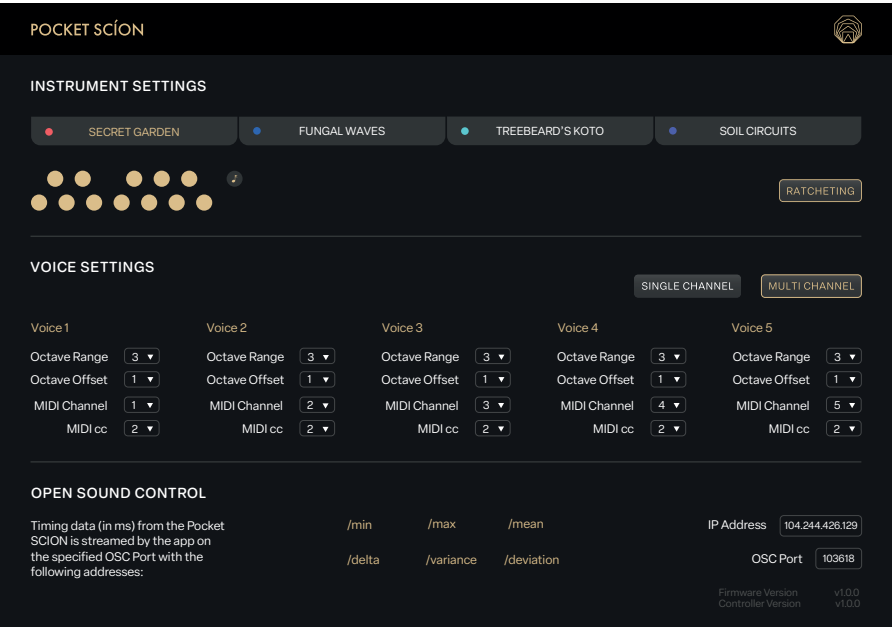 POCKET SCÍON
INSTRUMENT SETTINGS
SECRET GARDEN FUNGAL WAVES TREEBEARD'S KOTO SOIL CIRCUITS
RATCHETING
VOICE SETTINGS
SINGLE CHANNEL MULTI CHANNEL
Voice 1 Voice 2 Voice 3 Voice 4 Voice 5
Octave Range 3 Octave Range 3 Octave Range 3 Octave Range 3 Octave Range 3
Octave Offset 1 Octave Offset 1 Octave Offset 1 Octave Offset 1 Octave Offset 1
MIDI Channel 1 MIDI Channel 2 MIDI Channel 3 MIDI Channel 4 MIDI Channel 5
MIDI cc 2 MIDI cc 2 MIDI cc 2 MIDI cc 2 MIDI cc 2
OPEN SOUND CONTROL
Timing data (in ms) from the Pocket
SCION is streamed by the app on
the specified OSC Port with the
following addresses:
/min /max /mean
/delta /variance /deviation
IP Address 104.244.426.129
OSC Port 103618
Firmware Version v1.0.0
Controller Version v1.0.0